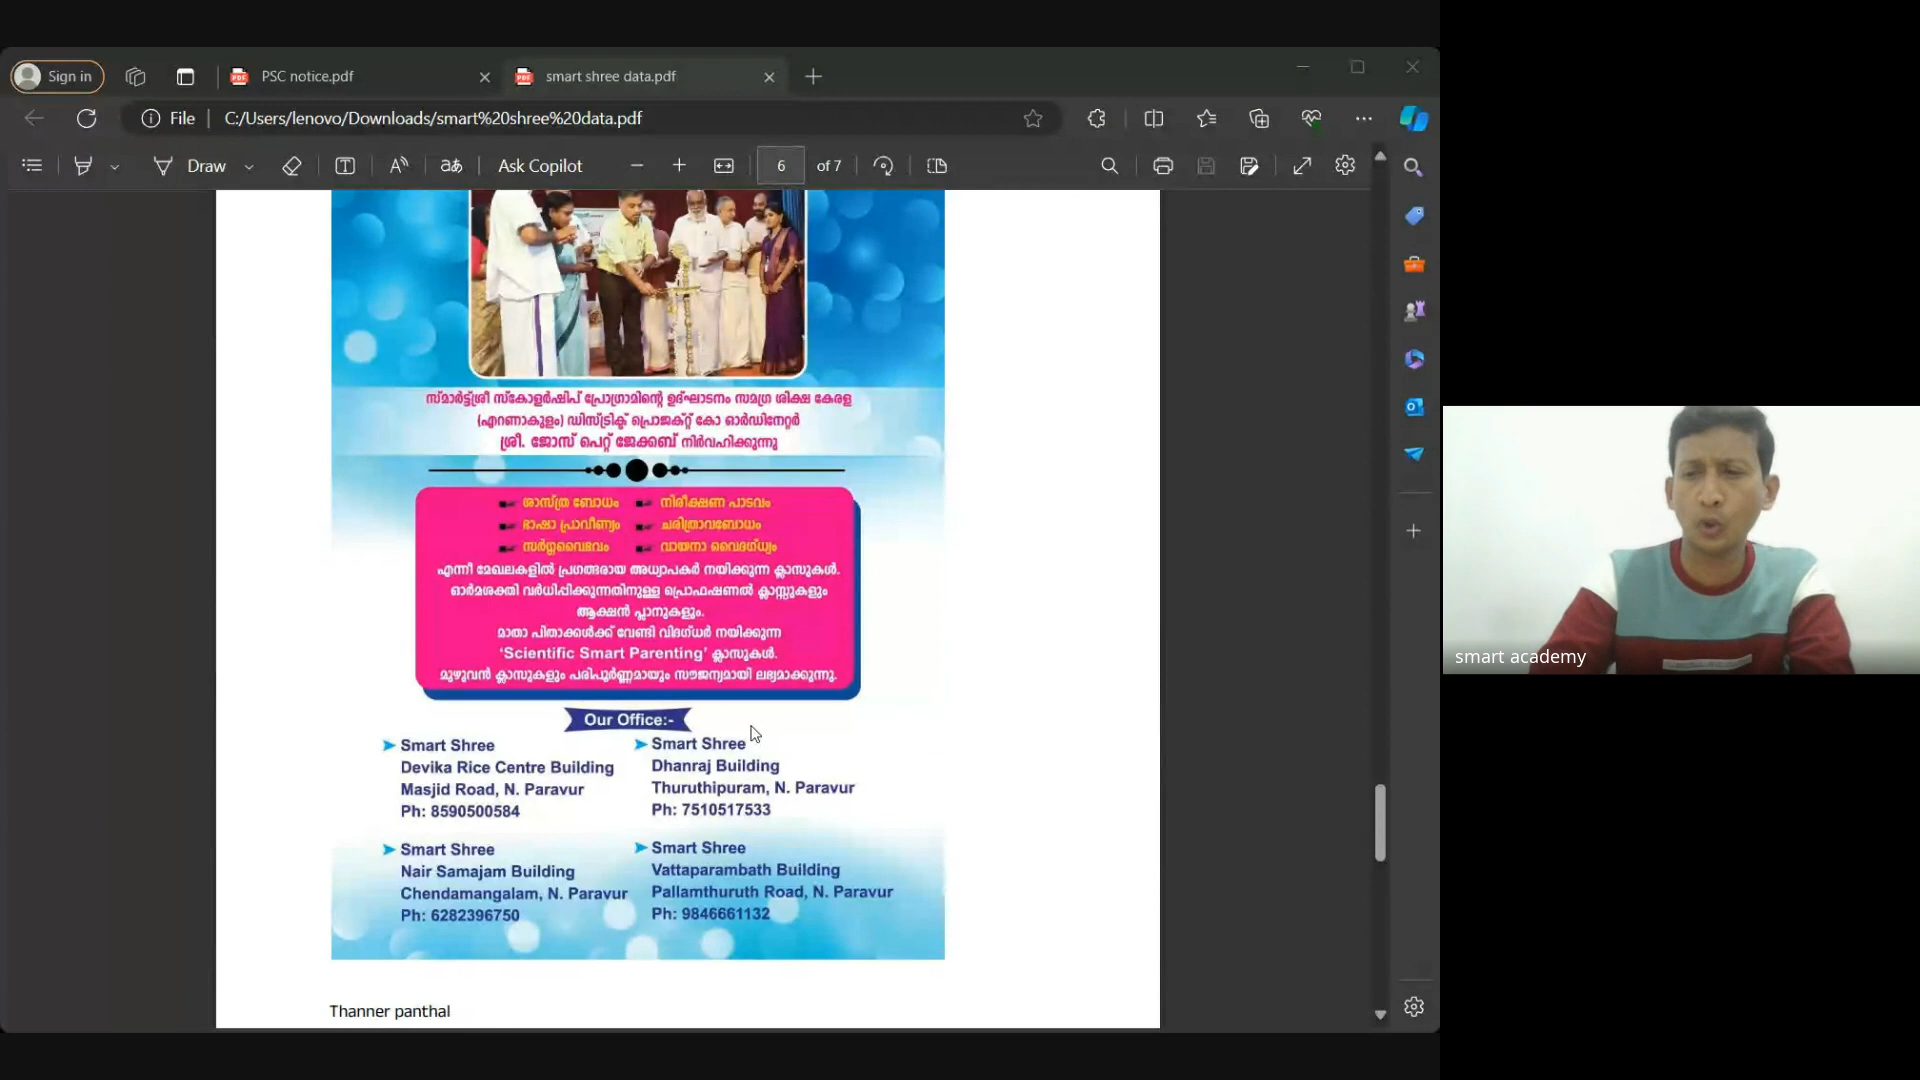 Sign in
PSC notice.pdf
smart shree data.pdf
File
C:/Users/lenovo/Downloads/smart%20shree%20data.pdf
Draw
aあ
Ask Copilot
6
of 7
സ്മാർട്ട്ശ്രീ സ്കോളർഷിപ് പ്രോഗ്രാമിന്റെ ഉദ്ഘാടനം സമഗ്ര ശിക്ഷ കേരള
(എറണാകുളം) ഡിസ്ട്രിക്ട് പ്രൊജക്റ്റ് കോ ഓർഡിനേറ്റർ
ശ്രീ. ജോസ് പെറ്റ് ജേക്കബ് നിർവഹിക്കുന്നു
ശാസ്ത്ര ബോധം
നിരീക്ഷണ പാടവം
ഭാഷാ പ്രാവീണ്യം
ചരിത്രാവബോധം
സർഗ്ഗവൈഭവം
വായനാ വൈദഗ്ധ്യം
എന്നീ മേഖലകളിൽ പ്രഗത്ഭരായ അധ്യാപകർ നയിക്കുന്ന ക്ലാസുകൾ.
ഓർമശക്തി വർധിപ്പിക്കുന്നതിനുള്ള പ്രൊഫഷണൽ ക്ലാസ്സുകളും
ആക്ഷൻ പ്ലാനുകളും.
മാതാ പിതാക്കൾക്ക് വേണ്ടി വിദഗ്ധർ നയിക്കുന്ന
‘Scientific Smart Parenting’ ക്ലാസുകൾ.
മുഴുവൻ ക്ലാസുകളും പരിപൂർണ്ണമായും സൗജന്യമായി ലഭ്യമാക്കുന്നു.
Our Office:-
Smart Shree
Devika Rice Centre Building
Masjid Road, N. Paravur
Ph: 8590500584
Smart Shree
Dhanraj Building
Thuruthipuram, N. Paravur
Ph: 7510517533
Smart Shree
Nair Samajam Building
Chendamangalam, N. Paravur
Ph: 6282396750
Smart Shree
Vattaparambath Building
Pallamthuruth Road, N. Paravur
Ph: 9846661132
Thanner panthal
smart academy